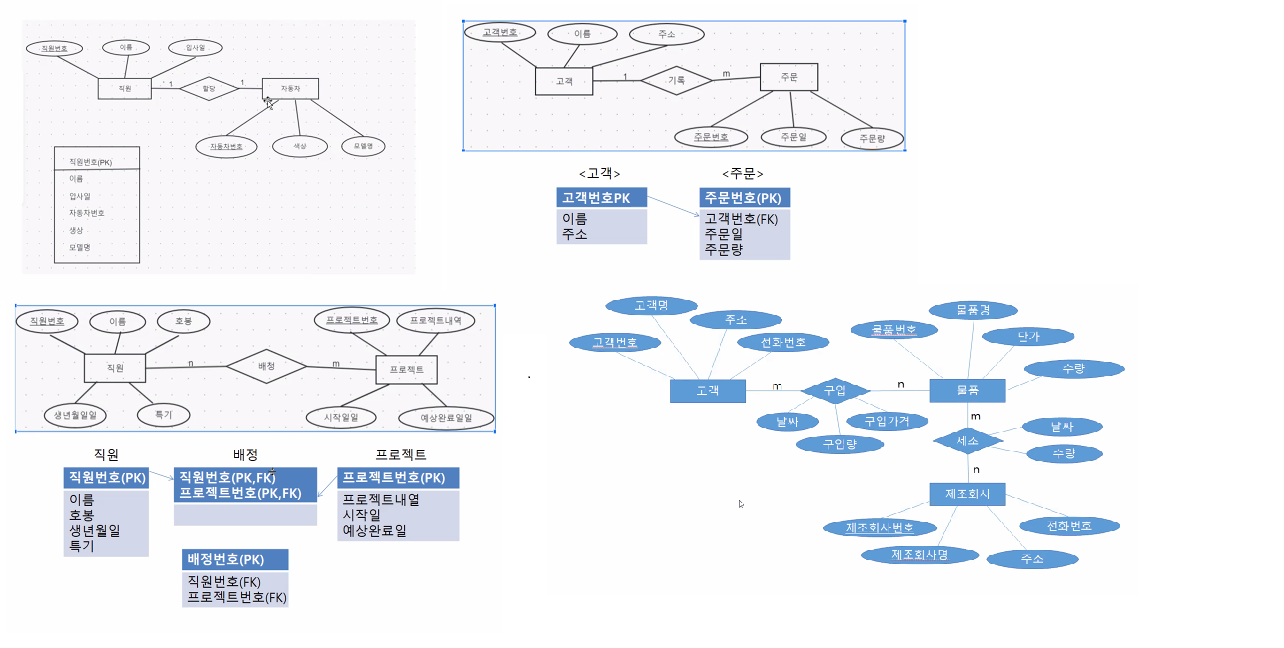 직원번호
이름
입사일
직원
1
할당
1
자동차
자동차번호
색상
모델명
직원번호(PK)
이름
입사일
자동차번호
생상
모델명
고객번호
이름
주소
고객
1
기록
m
주문
주문번호
주문일
주문량
<고객>
<주문>
고객번호PK
이름
주소
주문번호(PK)
고객번호(FK)
주문일
주문량
직원번호
이름
호봉
프로젝트번호
프로젝트내역
직원
n
배정
m
프로젝트
생년월일일
특기
시작일일
예상완료일일
직원
배정
프로젝트
직원번호(PK)
이름
호봉
생년월일
특기
직원번호(PK,FK)
프로젝트번호(PK,FK)
프로젝트번호(PK)
프로젝트내열
시작일
예상완료일
배정번호(PK)
직원번호(FK)
프로젝트번호(FK)
고객명
주소
고객번호
선화번호
물품경
물품번호
단가
수량
고객
m
구입
n
물품
날짜
구입가격
구입량
m
세소
날짜
수량
n
제조회사
제조회사번호
선화번호
제조회사명
주소